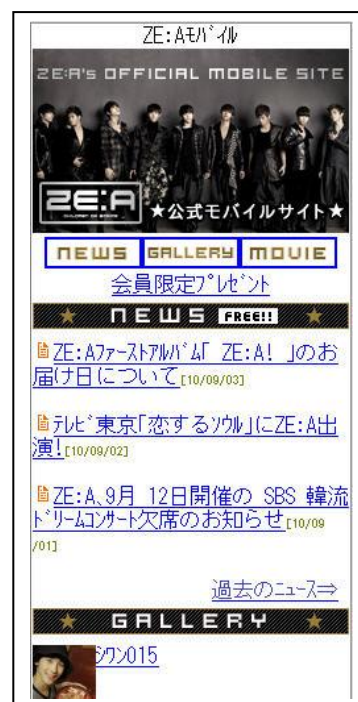 ZE:Aﾓﾊﾞｲﾙ
ZE:A's OFFICIAL MOBILE SITE
ZE:A
CHILDREN OF EMPIRE
★公式モバイルサイト★
NEWS GALLERY MOVIE
会員限定ﾌﾟﾚｾﾞﾝﾄ
★ NEWS FREE!! ★
ZE:Aﾌｧｰｽﾄｱﾙﾊﾞﾑ｢ ZE:A! ｣のお
届け日について[10/09/03]
ﾃﾚﾋﾞ東京｢恋するｿｳﾙ｣にZE:A出
演![10/09/02]
ZE:A､9月 12日開催の SBS 韓流
ﾄﾞﾘｰﾑｺﾝｻｰﾄ欠席のお知らせ[10/09
/01]
過去のﾆｭｰｽ⇒
★ GALLERY ★
ｼﾜﾝ015